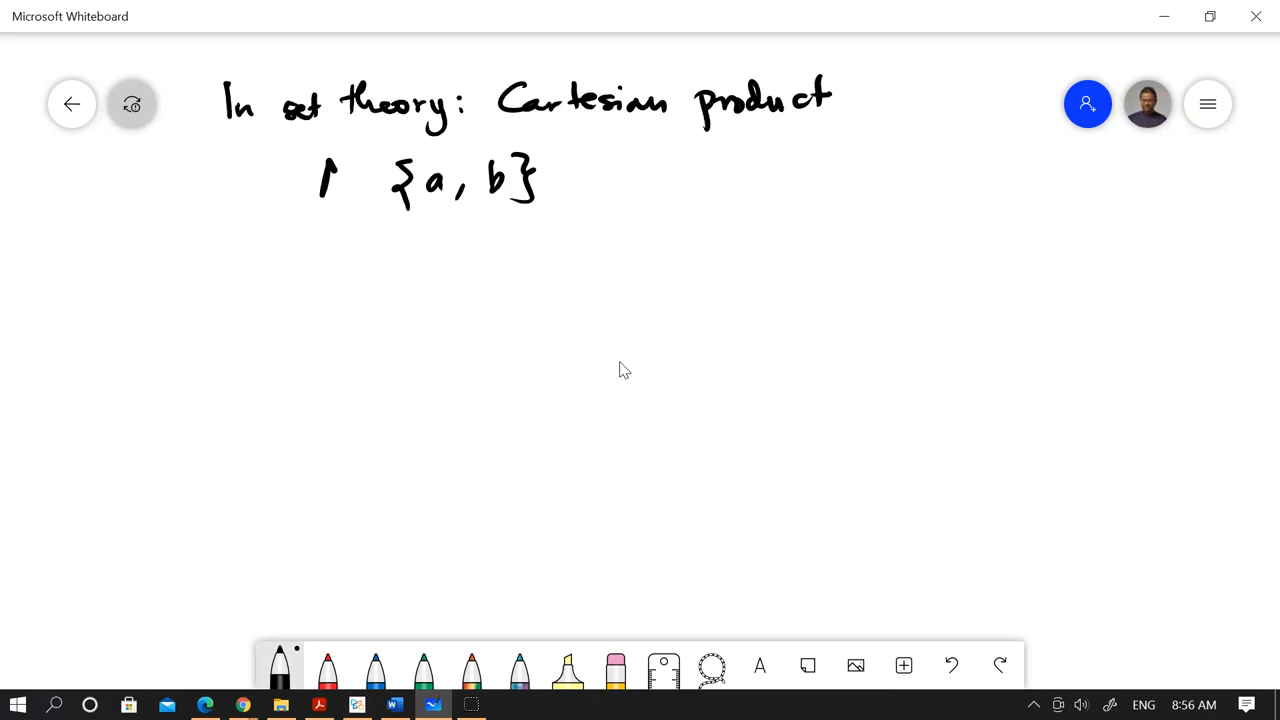 Microsoft Whiteboard
In set theory: Cartesian product
{a, b}
A
ENG 8:56 AM